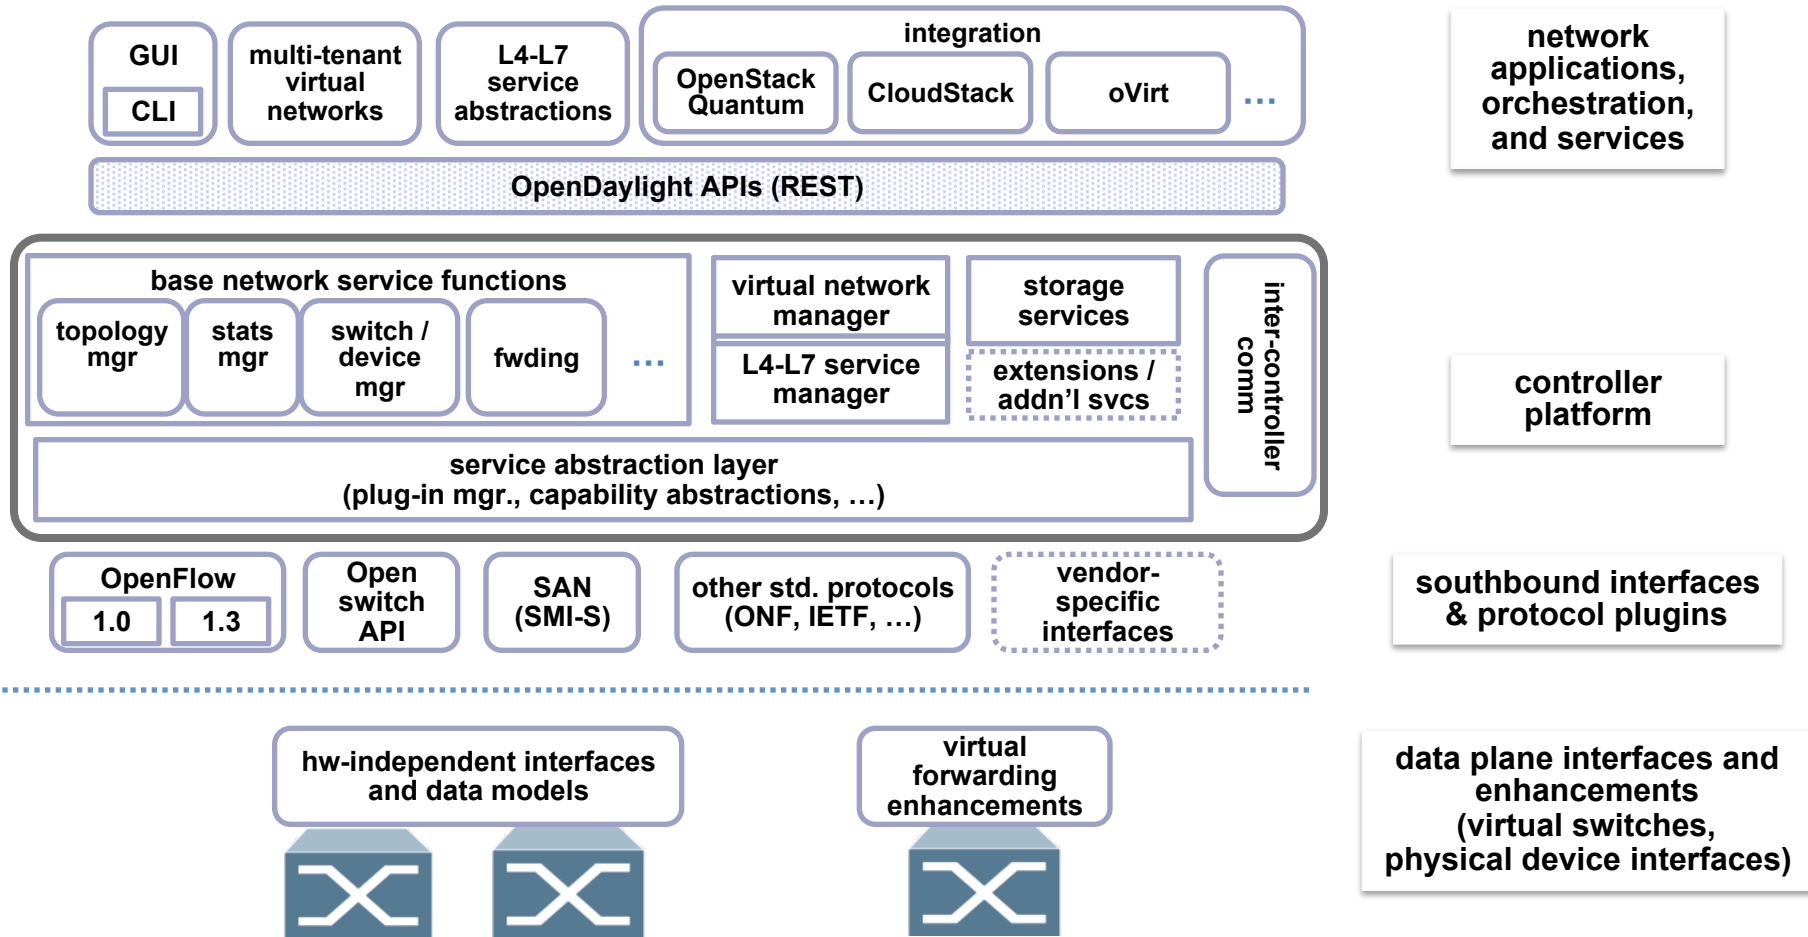 GUI
CLI
multi-tenant
virtual
networks
L4-L7
service
abstractions
integration
OpenStack
Quantum
CloudStack
oVirt
…
network
applications,
orchestration,
and services
OpenDaylight APIs (REST)
base network service functions
topology
mgr
stats
mgr
switch /
device
mgr
fwding
…
virtual network
manager
L4-L7 service
manager
storage
services
extensions /
addn’l svcs
inter-controller
comm
controller
platform
service abstraction layer
(plug-in mgr., capability abstractions, …)
OpenFlow
1.0
1.3
Open
switch
API
SAN
(SMI-S)
other std. protocols
(ONF, IETF, …)
vendor-
specific
interfaces
southbound interfaces
& protocol plugins
hw-independent interfaces
and data models
virtual
forwarding
enhancements
data plane interfaces and
enhancements
(virtual switches,
physical device interfaces)